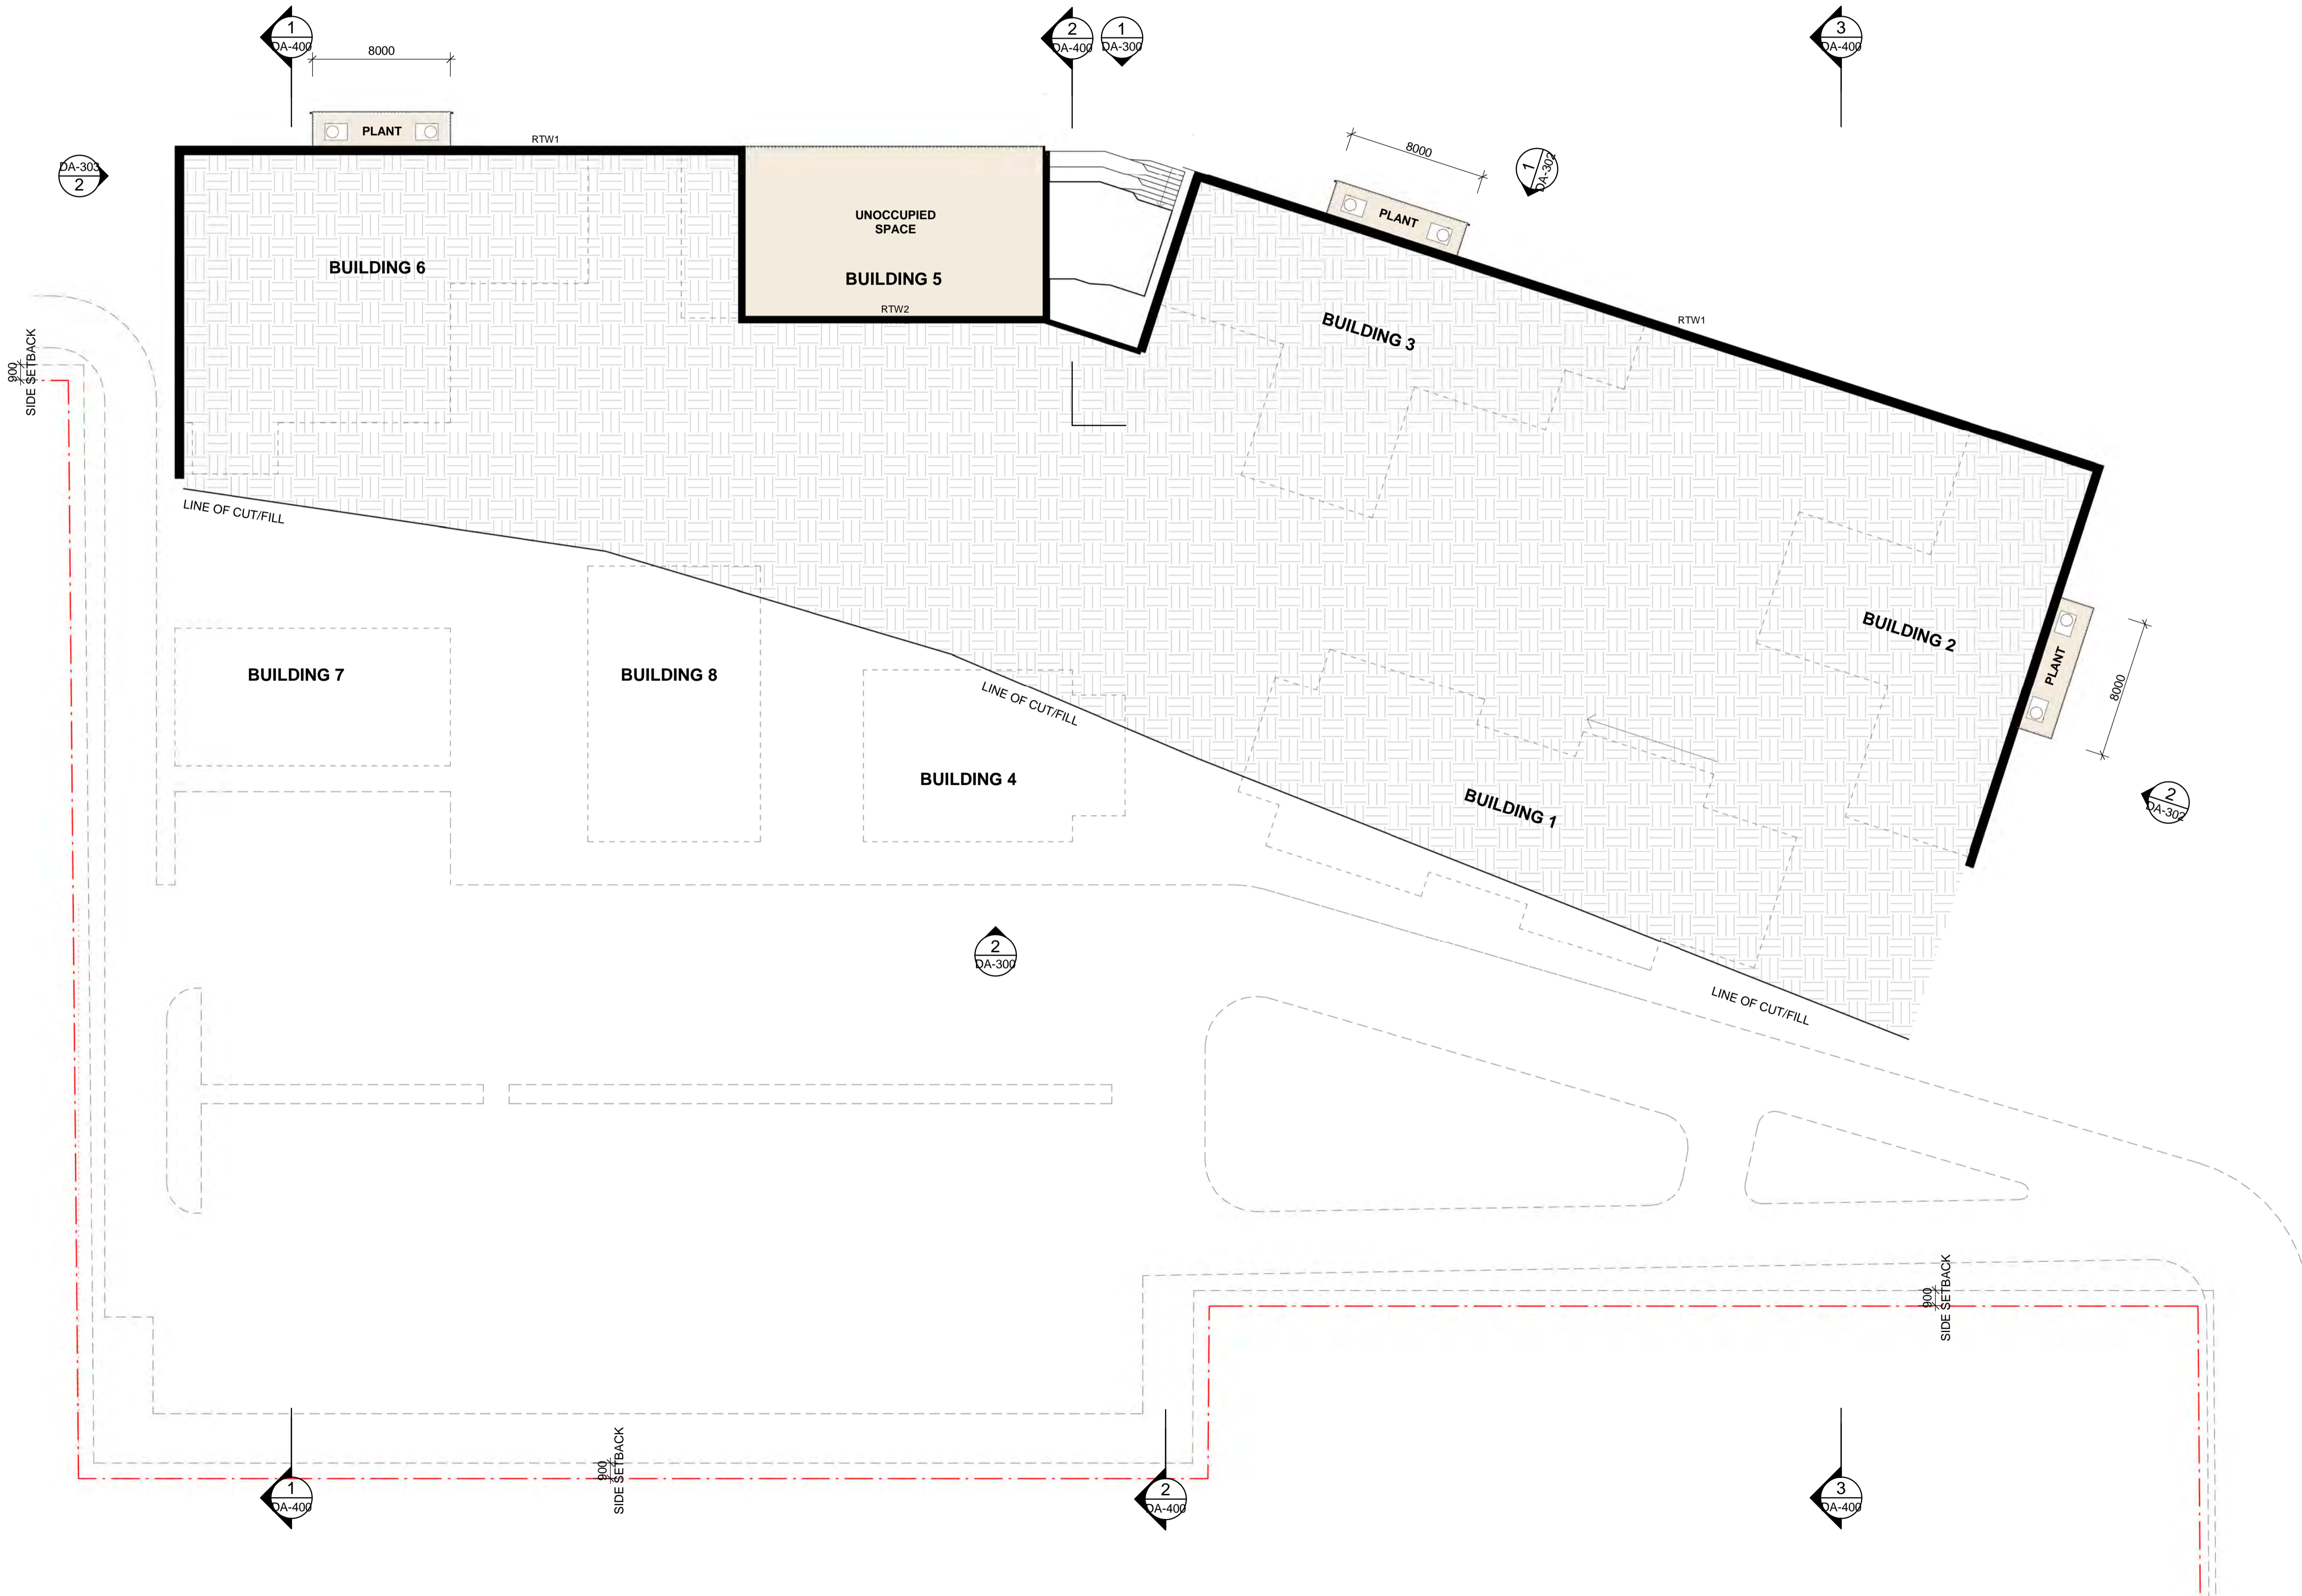 1
DA-400
2
DA-400
1
DA-300
3
DA-400
8000
PLANT
RTW1
DA-303
2
8000
1
DA-302
PLANT
UNOCCUPIED
SPACE
BUILDING 6
BUILDING 5
RTW2
BUILDING 3
RTW1
900
SIDE SETBACK
LINE OF CUT/FILL
BUILDING 2
PLANT
8000
BUILDING 7
BUILDING 8
LINE OF CUT/FILL
BUILDING 4
BUILDING 1
2
DA-302
2
DA-300
LINE OF CUT/FILL
900
SIDE SETBACK
900
SIDE SETBACK
1
DA-400
2
DA-400
3
DA-400